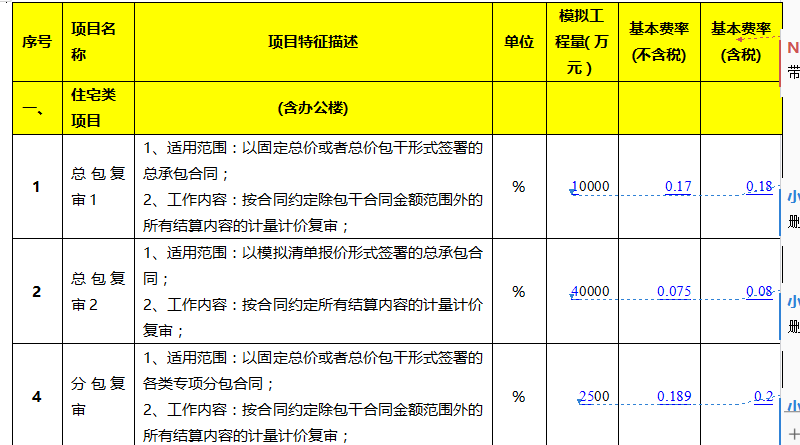 序号 项目名称 项目特征描述 单位 模拟工程量（万元） 基本费率(不含税) 基本费率(含税)
N
带
一、 住宅类项目 (含办公楼)
1 总包复审1 1、适用范围：以固定总价或者总价包干形式签署的
总承包合同；
2、工作内容：按合同约定除包干合同金额范围外的
所有结算内容的计量计价复审； % 10000 0.17 0.18
小
删
2 总包复审2 1、适用范围：以模拟清单报价形式签署的总承包合
同；
2、工作内容：按合同约定所有结算内容的计量计价
复审； % 40000 0.075 0.08
小
删
4 分包复审 1、适用范围：以固定总价或者总价包干形式签署的
各类专项分包合同；
2、工作内容：按合同约定除包干合同金额范围外的
所有结算内容的计量计价复审； % 2500 0.189 0.2
小